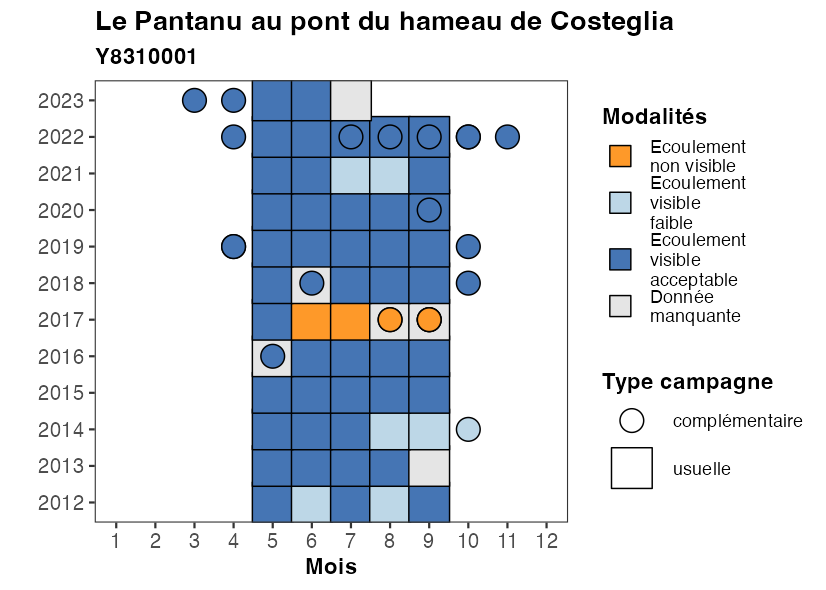 Le Pantanu au pont du hameau de Costeglia
Y8310001
2023
2022
2021
2020
2019
2018
2017
2016
2015
2014
2013
2012
1 2 3 4 5 6 7 8 9 10 11 12
Mois
Modalités
Ecoulement
non visible
Ecoulement
visible
faible
Ecoulement
visible
acceptable
Donnée
manquante
Type campagne
complémentaire
usuelle